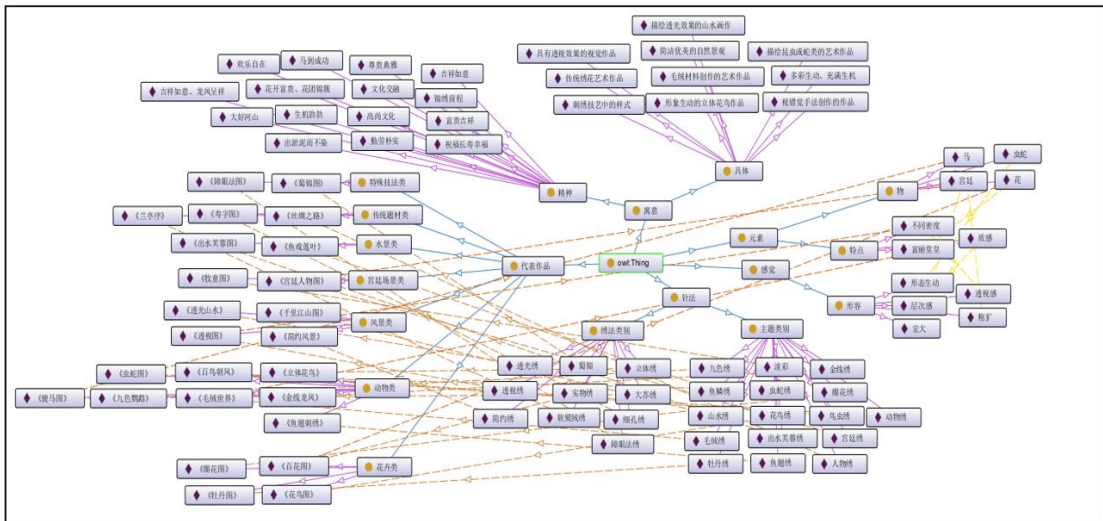 描绘透光效果的山水画作
具有透视效果的视觉作品
简洁优美的自然景观
描绘昆虫或蛇类的艺术作品
传统绣花艺术作品
毛绒材料创作的艺术作品
多彩生动、充满生机
刺绣技艺中的样式
形象生动的立体花鸟作品
视错觉手法创作的作品
欢乐自在
马到成功
尊贵典雅
吉祥如意
吉祥如意、龙凤呈祥
花开富贵、花团锦簇
文化交融
锦绣前程
大好河山
生机勃勃
高尚文化
富贵吉祥
出淤泥而不染
勤劳朴实
祝福长寿幸福
具体
精神
寓意
马
虫蛇
宫廷
花
物
元素
特点
不同密度
富丽堂皇
质感
owl:Thing
感觉
形容
形态生动
层次感
宏大
透视感
粗犷
代表作品
针法
《障眼法图》
《蜀锦图》
特殊技法类
《兰亭序》
《寿字图》
《丝绸之路》
传统题材类
《出水芙蓉图》
《鱼戏莲叶》
水景类
《牧童图》
《宫廷人物图》
宫廷场景类
《透光山水》
《千里江山图》
风景类
《透视图》
《简约风景》
《虫蛇图》
《百鸟朝凤》
《立体花鸟》
动物类
《骏马图》
《九色鹦鹉》
《毛绒世界》
《金线龙凤》
《鱼翅刺绣》
花卉类
《百花图》
《牡丹图》
《花鸟图》
绣法类别
透光绣
蜀锦
立体绣
透视绣
实物绣
大苏绣
简约绣
软缎绒绣
细孔绣
障眼法绣
主题类别
九色绣
淡彩
金线绣
鱼鳞绣
虫蛇绣
绷花绣
山水绣
花鸟绣
鸟虫绣
动物绣
毛绒绣
出水芙蓉绣
宫廷绣
牡丹绣
鱼翅绣
人物绣